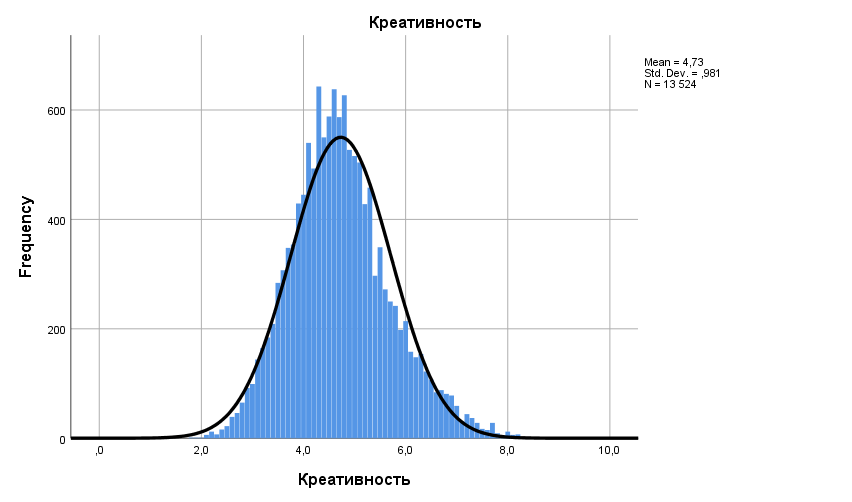 Креативность
Mean = 4,73
Std. Dev. = ,981
N = 13 524
Frequency
600
400
200
0
,0
2,0
4,0
6,0
8,0
10,0
Креативность